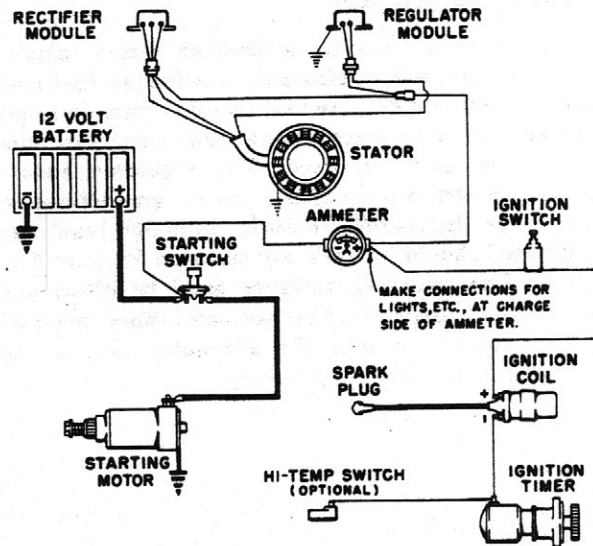 RECTIFIER
MODULE
REGULATOR
MODULE
12 VOLT
BATTERY
- +
STATOR
AMMETER
IGNITION
SWITCH
STARTING
SWITCH
MAKE CONNECTIONS FOR
LIGHTS,ETC., AT CHARGE
SIDE OF AMMETER.
SPARK
PLUG
+
-
IGNITION
COIL
STARTING
MOTOR
HI-TEMP SWITCH
(OPTIONAL)
IGNITION
TIMER